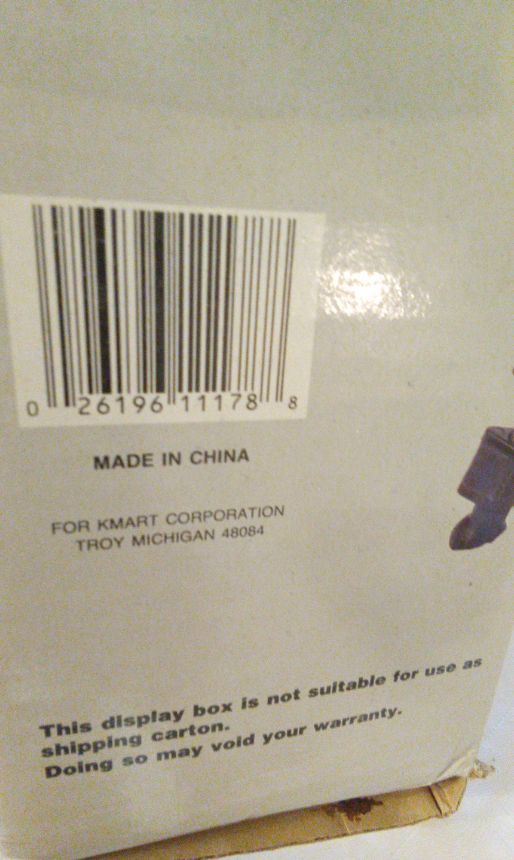 0 26196 11178 8
MADE IN CHINA
FOR KMART CORPORATION
TROY MICHIGAN 48084
This display box is not suitable for use as
shipping carton.
Doing so may void your warranty.